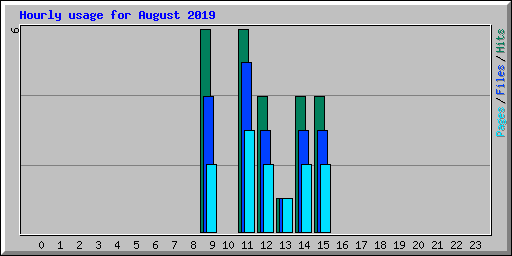 Hourly usage for August 2019
6
Pages/Files/Hits
0 1 2 3 4 5 6 7 8 9 10 11 12 13 14 15 16 17 18 19 20 21 22 23